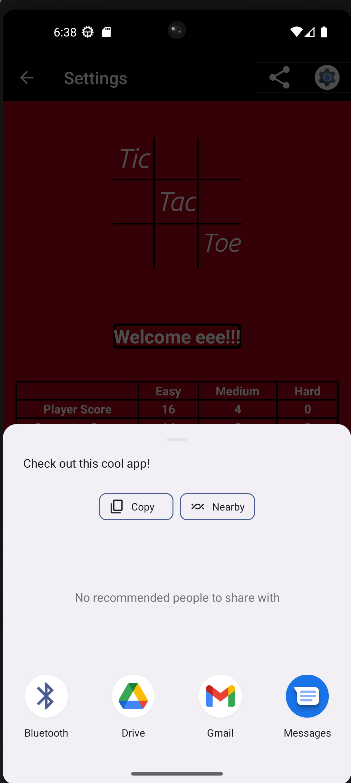 6:38
Settings
Tic
Tac
Toe
Welcome eee!!!
Easy Medium Hard
Player Score 16 4 0
Check out this cool app!
Copy Nearby
No recommended people to share with
Bluetooth Drive Gmail Messages